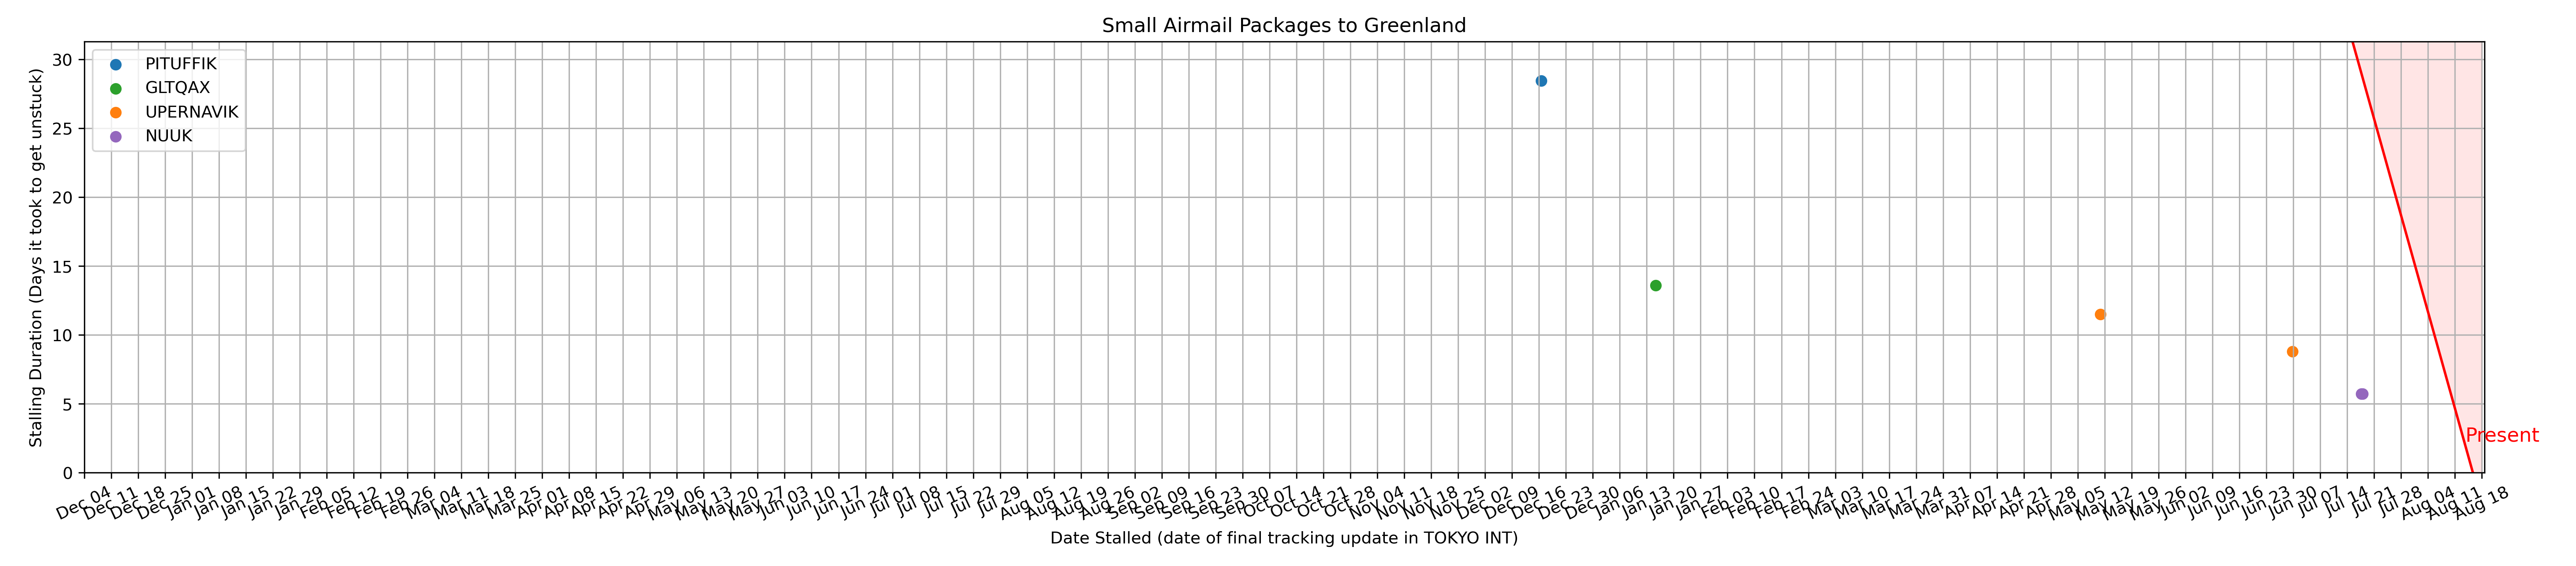 Small Airmail Packages to Greenland
PITUFFIK
GLTQAX
UPERNAVIK
NUUK
Stalling Duration (Days it took to get unstuck)
30
25
20
15
10
5
0
Present
Dec 04
Dec 11
Dec 18
Dec 25
Jan 01
Jan 08
Jan 15
Jan 22
Jan 29
Feb 05
Feb 12
Feb 19
Feb 26
Mar 04
Mar 11
Mar 18
Mar 25
Apr 01
Apr 08
Apr 15
Apr 22
Apr 29
May 06
May 13
May 20
May 27
Jun 03
Jun 10
Jun 17
Jun 24
Jul 01
Jul 08
Jul 15
Jul 22
Jul 29
Aug 05
Aug 12
Aug 19
Aug 26
Sep 02
Sep 09
Sep 16
Sep 23
Sep 30
Oct 07
Oct 14
Oct 21
Oct 28
Nov 04
Nov 11
Nov 18
Nov 25
Dec 02
Dec 09
Dec 16
Dec 23
Dec 30
Jan 06
Jan 13
Jan 20
Jan 27
Feb 03
Feb 10
Feb 17
Feb 24
Mar 03
Mar 10
Mar 17
Mar 24
Mar 31
Apr 07
Apr 14
Apr 21
Apr 28
May 05
May 12
May 19
May 26
Jun 02
Jun 09
Jun 16
Jun 23
Jun 30
Jul 07
Jul 14
Jul 21
Jul 28
Aug 04
Aug 11
Aug 18
Date Stalled (date of final tracking update in TOKYO INT)